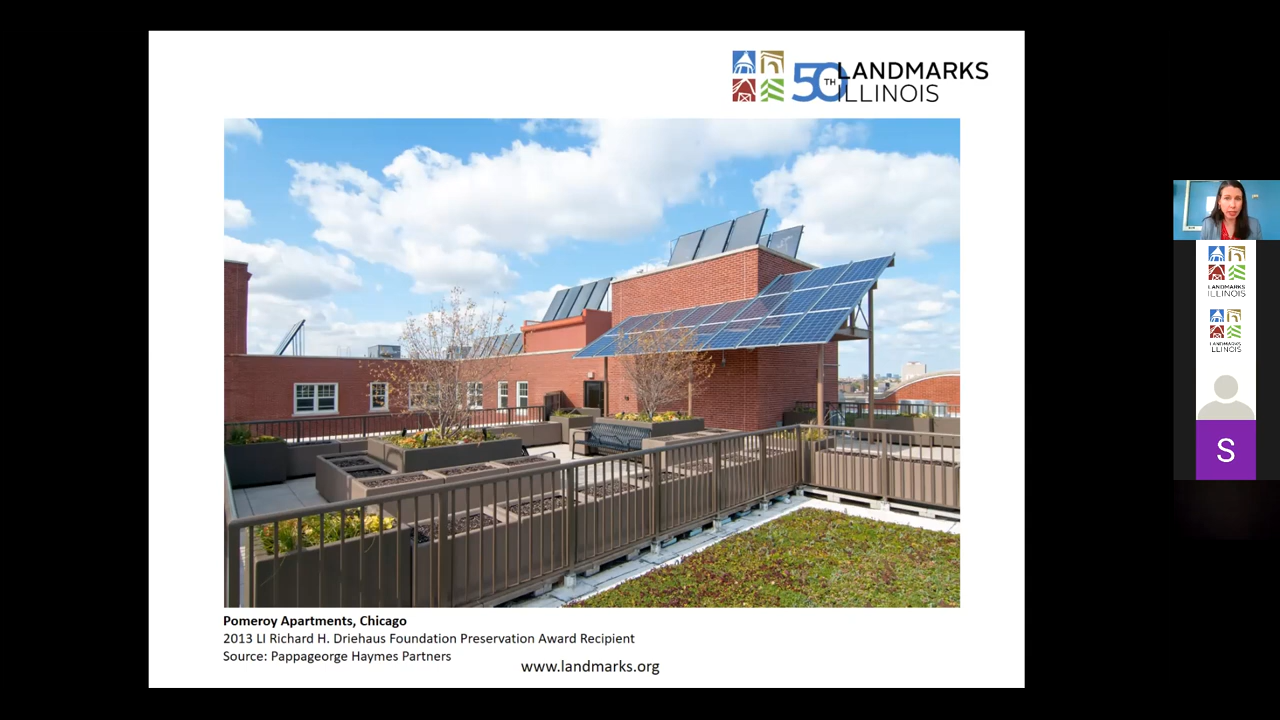 50TH LANDMARKS
ILLINOIS
LANDMARKS
ILLINOIS
LANDMARKS
ILLINOIS
S
Pomeroy Apartments, Chicago
2013 LI Richard H. Driehaus Foundation Preservation Award Recipient
Source: Pappageorge Haymes Partners
www.landmarks.org